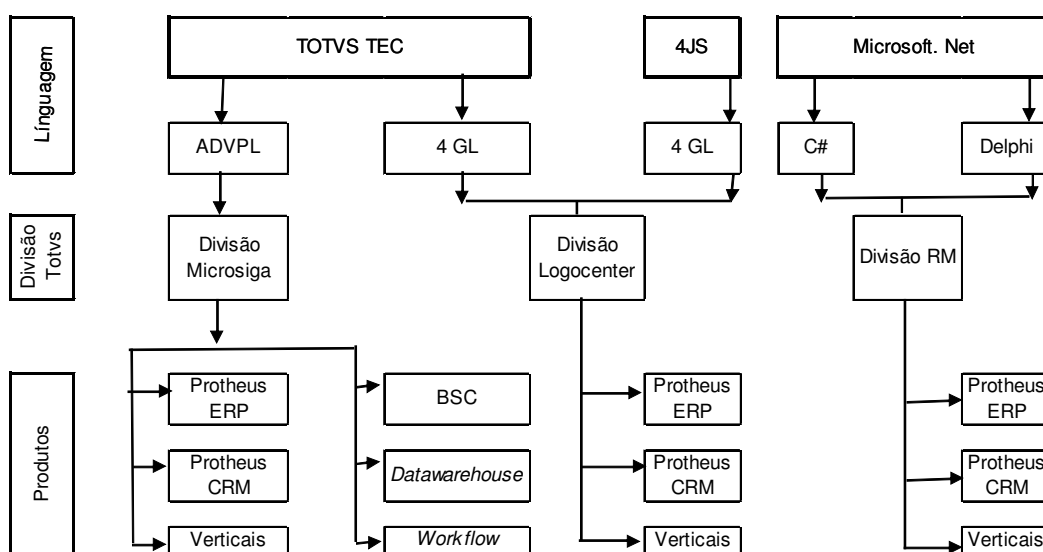 Línguagem
TOTVS TEC
4JS
Microsoft. Net
ADVPL
4 GL
4 GL
C#
Delphi
Divisão
Totvs
Divisão
Microsiga
Divisão
Logocenter
Divisão RM
Produtos
Protheus
ERP
BSC
Protheus
ERP
Protheus
ERP
Protheus
CRM
Datawarehouse
Protheus
CRM
Protheus
CRM
Verticais
Workflow
Verticais
Verticais